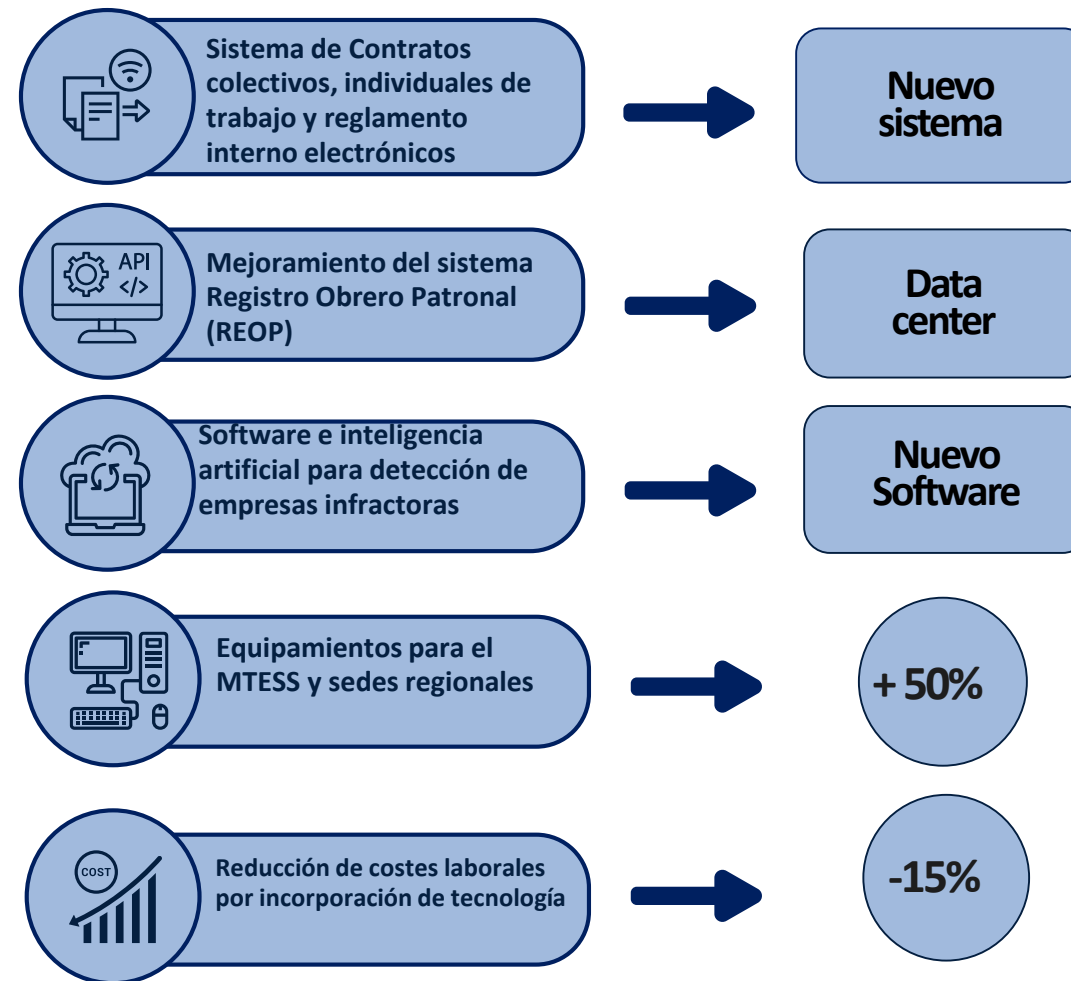 Sistema de Contratos
colectivos, individuales de
trabajo y reglamento
interno electrónicos
Nuevo
sistema
API
</>
Mejoramiento del sistema
Registro Obrero Patronal
(REOP)
Data
center
Software e inteligencia
artificial para detección de
empresas infractoras
Nuevo
Software
Equipamientos para el
MTESS y sedes regionales
+ 50%
COST
Reducción de costes laborales
por incorporación de tecnología
-15%